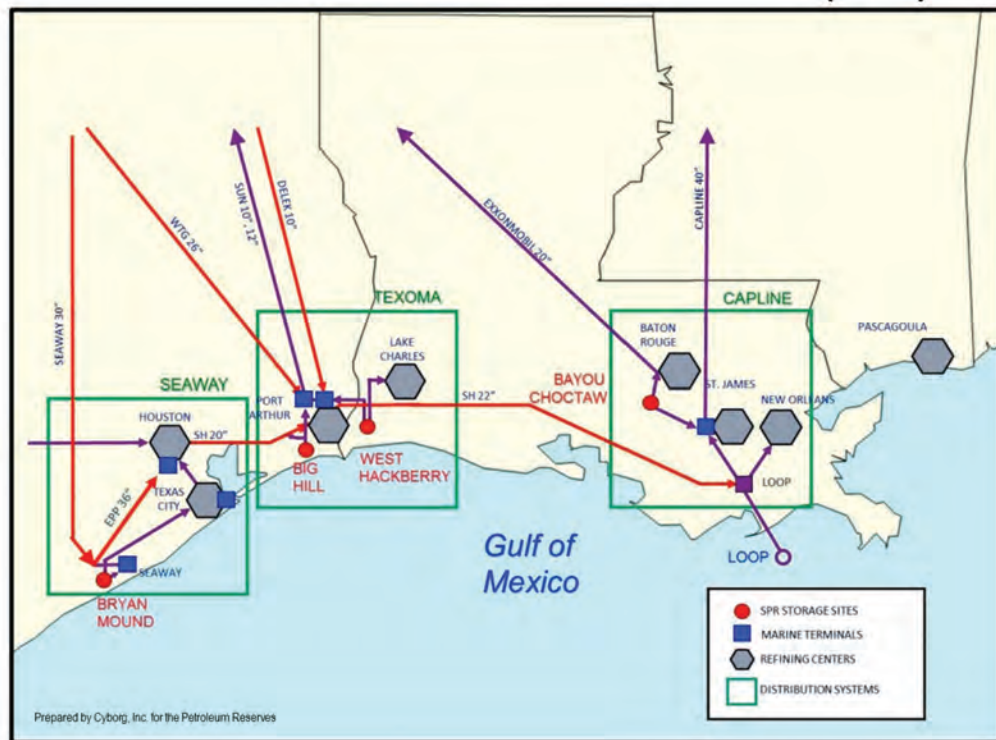 SUN 10", 12"
DELEK 10"
WTG 26"
EXXONMOBIL 20"
CAPLINE 40"
SEAWAY 30"
TEXOMA
CAPLINE
SEAWAY
LAKE
CHARLES
BATON
ROUGE
PASCAGOULA
BAYOU
CHOCTAW
ST. JAMES
NEW ORLEANS
PORT
ARTHUR
HOUSTON
SH 20"
SH 22"
BIG
HILL
WEST
HACKBERRY
TEXAS
CITY
EPP 36"
LOOP
SEAWAY
BRYAN
MOUND
Gulf of
Mexico
LOOP
SPR STORAGE SITES
MARINE TERMINALS
REFINING CENTERS
DISTRIBUTION SYSTEMS
Prepared by Cyborg, Inc. for the Petroleum Reserves